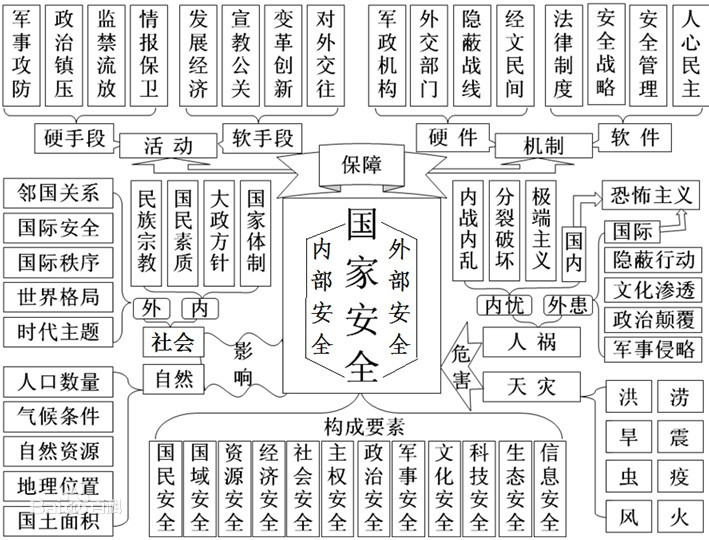 军事攻防
政治镇压
监禁流放
情报保卫
发展经济
宣教公关
变革创新
对外交往
军政机构
外交部门
隐蔽战线
经文民间
法律制度
安全战略
安全管理
人心民主
硬手段
活动
软手段
硬件
机制
软件
保障
邻国关系
国际安全
国际秩序
世界格局
时代主题
民族宗教
国民素质
大政方针
国家体制
外
内
社会
自然
影响
人口数量
气候条件
自然资源
地理位置
国土面积
国家安全
内部安全
外部安全
内战内乱
分裂破坏
极端主义
国内
恐怖主义
国际
隐蔽行动
文化渗透
政治颠覆
军事侵略
内忧
外患
人祸
天灾
危害
洪
涝
旱
震
虫
疫
风
火
构成要素
国民安全
国域安全
资源安全
经济安全
社会安全
主权安全
政治安全
军事安全
文化安全
科技安全
生态安全
信息安全
Bai百科